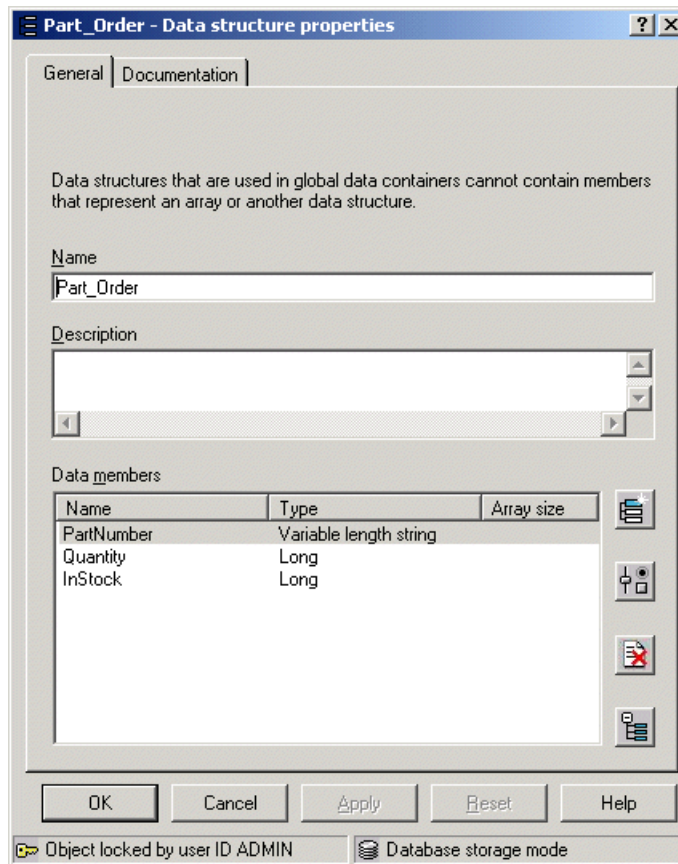 Part_Order - Data structure properties
General Documentation
Data structures that are used in global data containers cannot contain members
that represent an array or another data structure.
Name
Part_Order
Description
Data members
Name Type Array size
PartNumber Variable length string
Quantity Long
InStock Long
OK Cancel Apply Reset Help
Object locked by user ID ADMIN Database storage mode